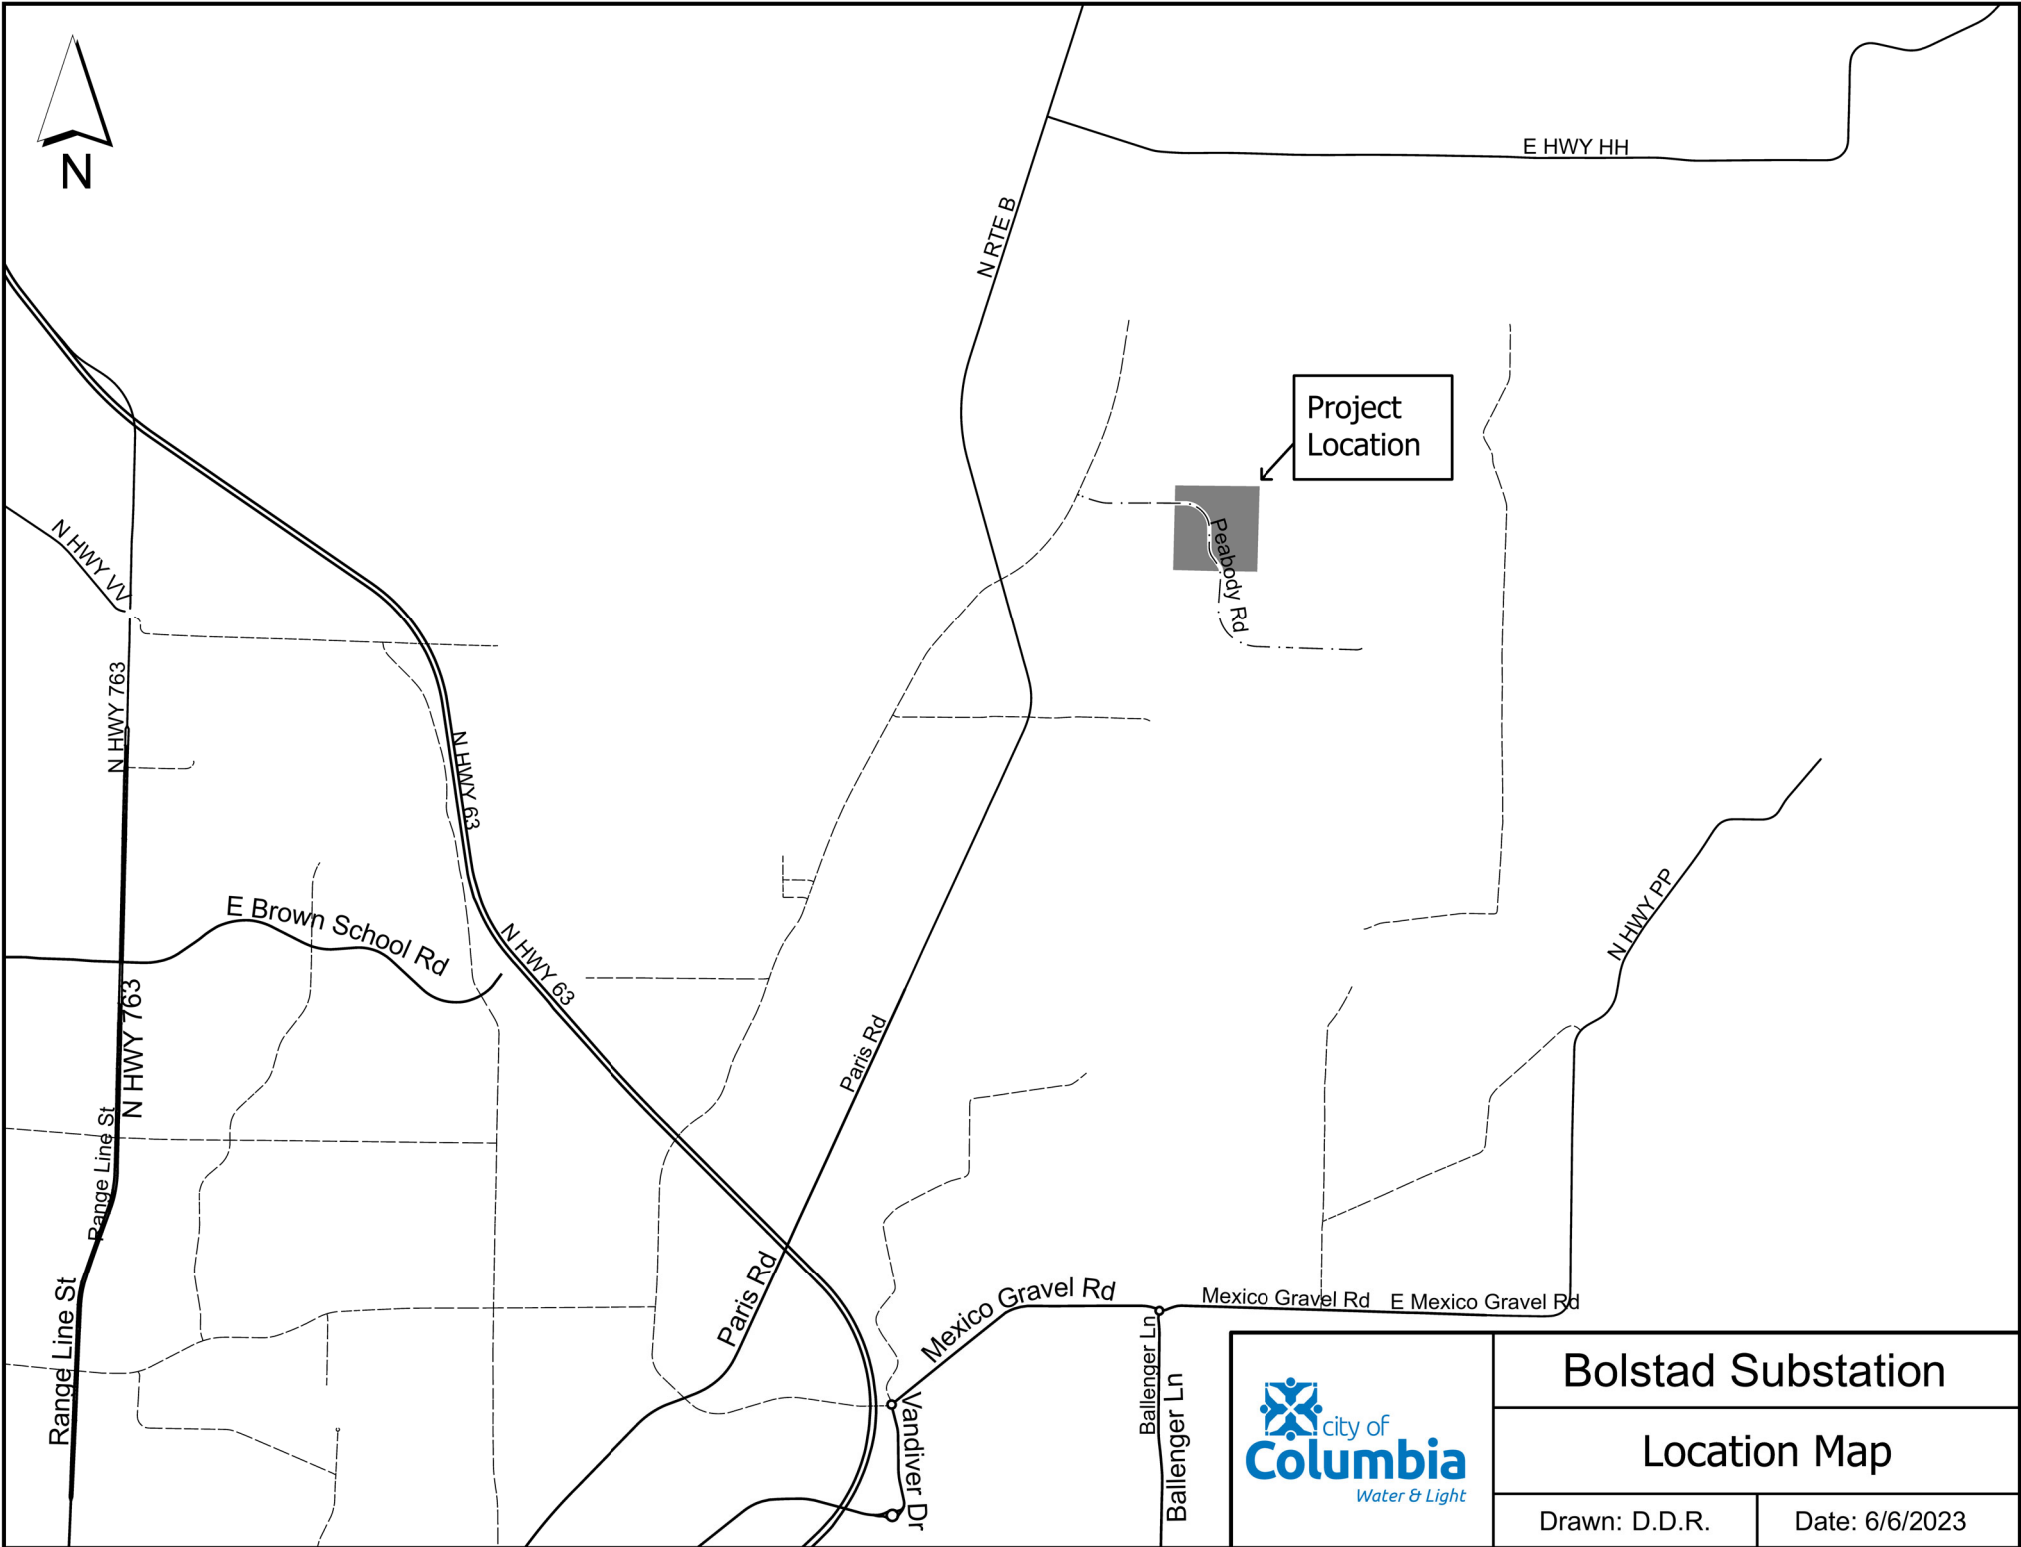 N
E HWY HH
N RTE B
Project
Location
Peabody Rd
N HWY VV
N HWY 763
N HWY 63
N HWY PP
E Brown School Rd
N HWY 63
N HWY 763
Paris Rd
Range Line St
Paris Rd
Mexico Gravel Rd
Mexico Gravel Rd
E Mexico Gravel Rd
Range Line St
Ballenger Ln
Ballenger Ln
Vandiver Dr
city of
Columbia
Water & Light
Bolstad Substation
Location Map
Drawn: D.D.R.
Date: 6/6/2023